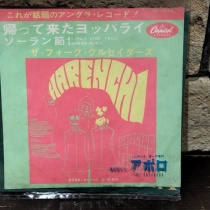 これが話題のアングラ・レコード!
帰って来たヨッパライ
ソーラン節
ザ・フォーク・クルセイダーズ
Capitol
HARENCHI
アポロ